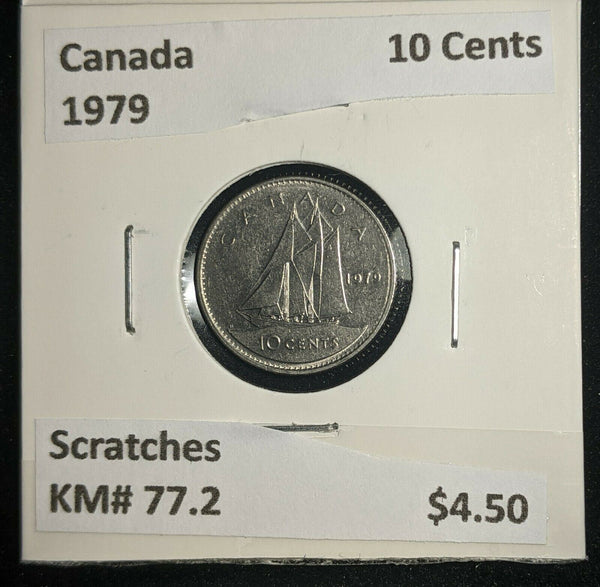 Canada 10 Cents
1979
CANADA
1979
10 CENTS
Scratches
KM# 77.2 $4.50